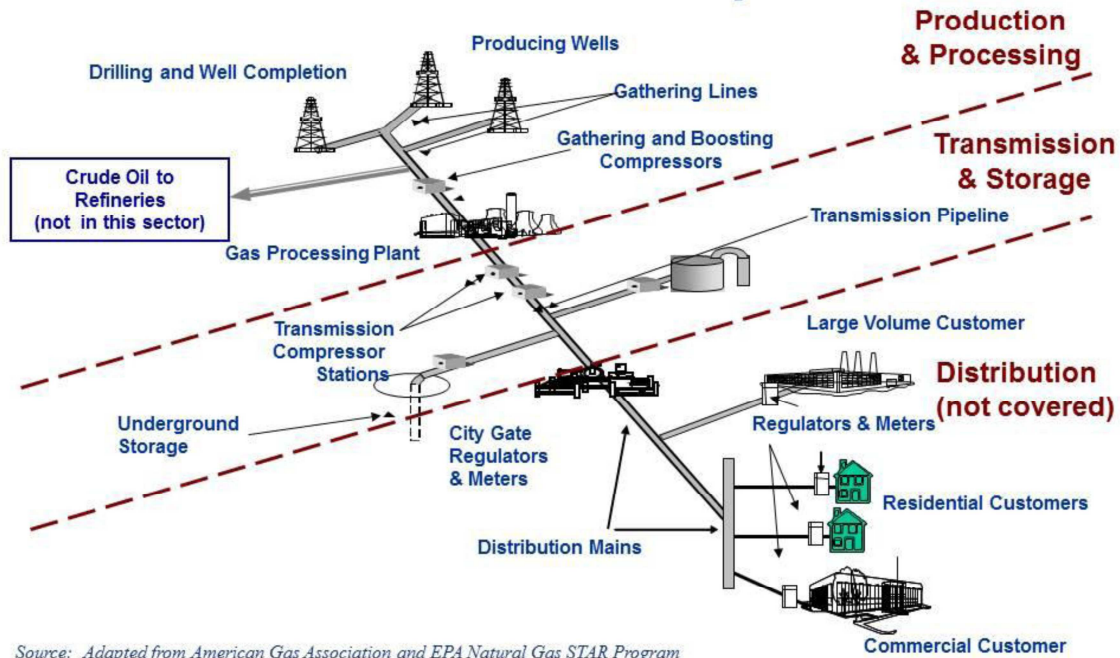 Production
& Processing
Producing Wells
Drilling and Well Completion
Gathering Lines
Gathering and Boosting
Compressors
Transmission
& Storage
Crude Oil to
Refineries
(not in this sector)
Transmission Pipeline
Gas Processing Plant
Transmission
Compressor
Stations
Large Volume Customer
Distribution
(not covered)
Underground
Storage
City Gate
Regulators
& Meters
Regulators & Meters
Residential Customers
Distribution Mains
Commercial Customer
Source: Adapted from American Gas Association and EPA Natural Gas STAR Program